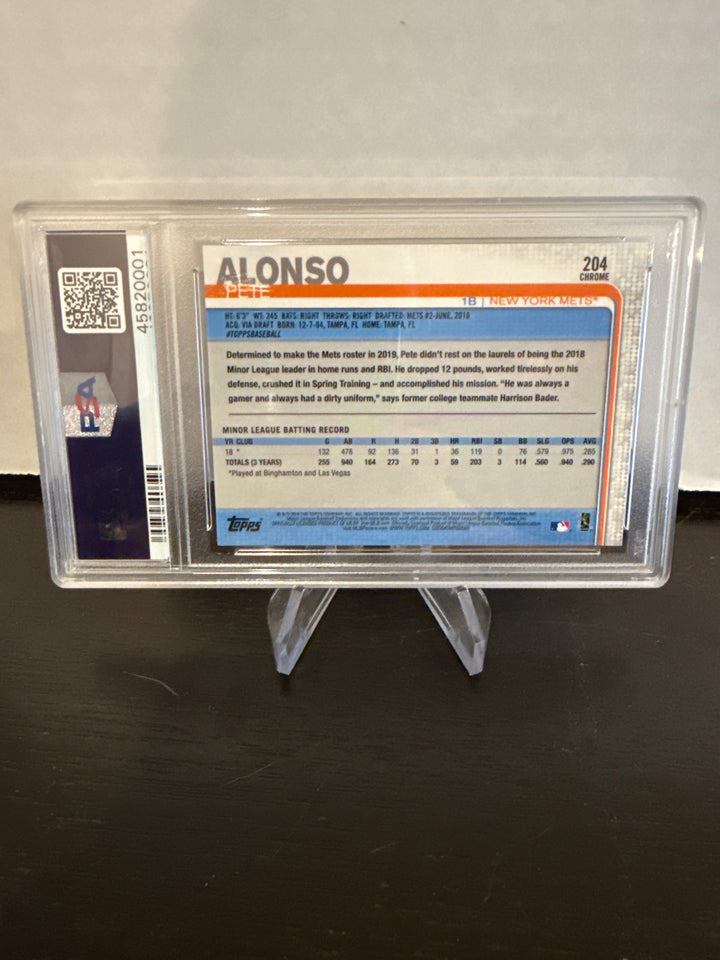 45820001
PSA
ALONSO
PETE
204
CHROME
1B | NEW YORK METS®
HT: 6'3" WT: 245 BATS: RIGHT THROWS: RIGHT DRAFTED: METS #2-JUNE, 2016
ACQ: VIA DRAFT BORN: 12-7-94, TAMPA, FL HOME: TAMPA, FL
#TOPPSBASEBALL
Determined to make the Mets roster in 2019, Pete didn't rest on the laurels of being the 2018
Minor League leader in home runs and RBI. He dropped 12 pounds, worked tirelessly on his
defense, crushed it in Spring Training – and accomplished his mission. "He was always a
gamer and always had a dirty uniform," says former college teammate Harrison Bader.
MINOR LEAGUE BATTING RECORD
YR CLUB G AB R H 2B 3B HR RBI SB BB SLG OPS AVG
18 * 132 478 92 136 31 1 36 119 0 76 .579 .975 .285
TOTALS (3 YEARS) 255 940 164 273 70 3 59 203 3 114 .560 .940 .290
*Played at Binghamton and Las Vegas
Topps